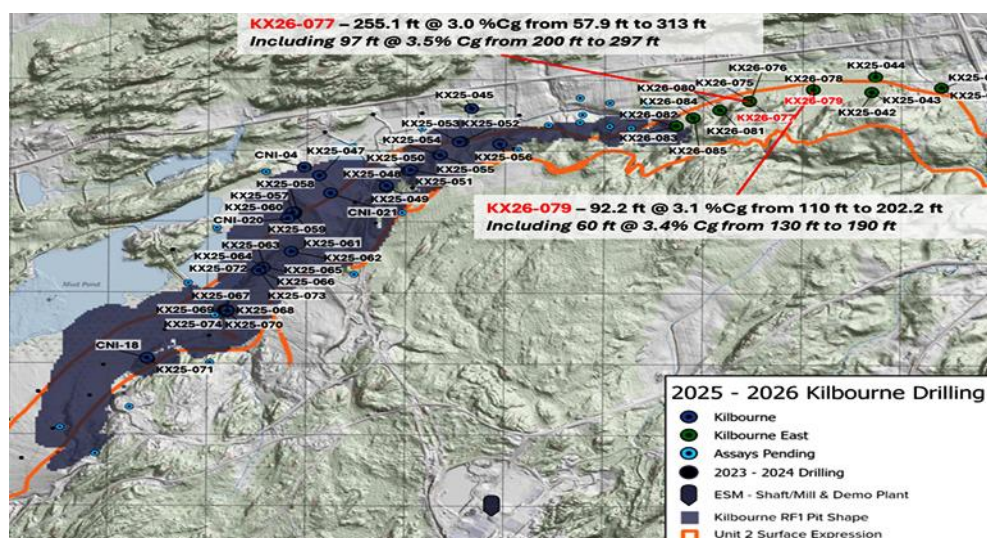 KX26-077 – 255.1 ft @ 3.0 %Cg from 57.9 ft to 313 ft
Including 97 ft @ 3.5% Cg from 200 ft to 297 ft
KX26-076
KX25-044
KX26-075
KX26-078
KX26-080
KX26-079
KX25-043
KX25-042
KX26-084
KX26-077
KX26-082
KX26-081
KX26-083
KX26-085
KX25-045
KX25-053
KX25-052
KX25-054
KX25-056
KX25-047
CNI-04
KX25-050
KX25-055
KX25-058
KX25-048
KX25-051
KX25-057
KX25-049
KX25-060
CNI-020
CNI-021
KX25-059
KX26-079 – 92.2 ft @ 3.1 %Cg from 110 ft to 202.2 ft
Including 60 ft @ 3.4% Cg from 130 ft to 190 ft
KX25-063
KX25-061
KX25-064
KX25-062
KX25-072
KX25-065
KX25-066
Mud Pond
KX25-067
KX25-073
KX25-069
KX25-068
KX25-074
KX25-070
CNI-18
KX25-071
2025 - 2026 Kilbourne Drilling
Kilbourne
Kilbourne East
Assays Pending
2023 - 2024 Drilling
ESM - Shaft/Mill & Demo Plant
Kilbourne RF1 Pit Shape
Unit 2 Surface Expression